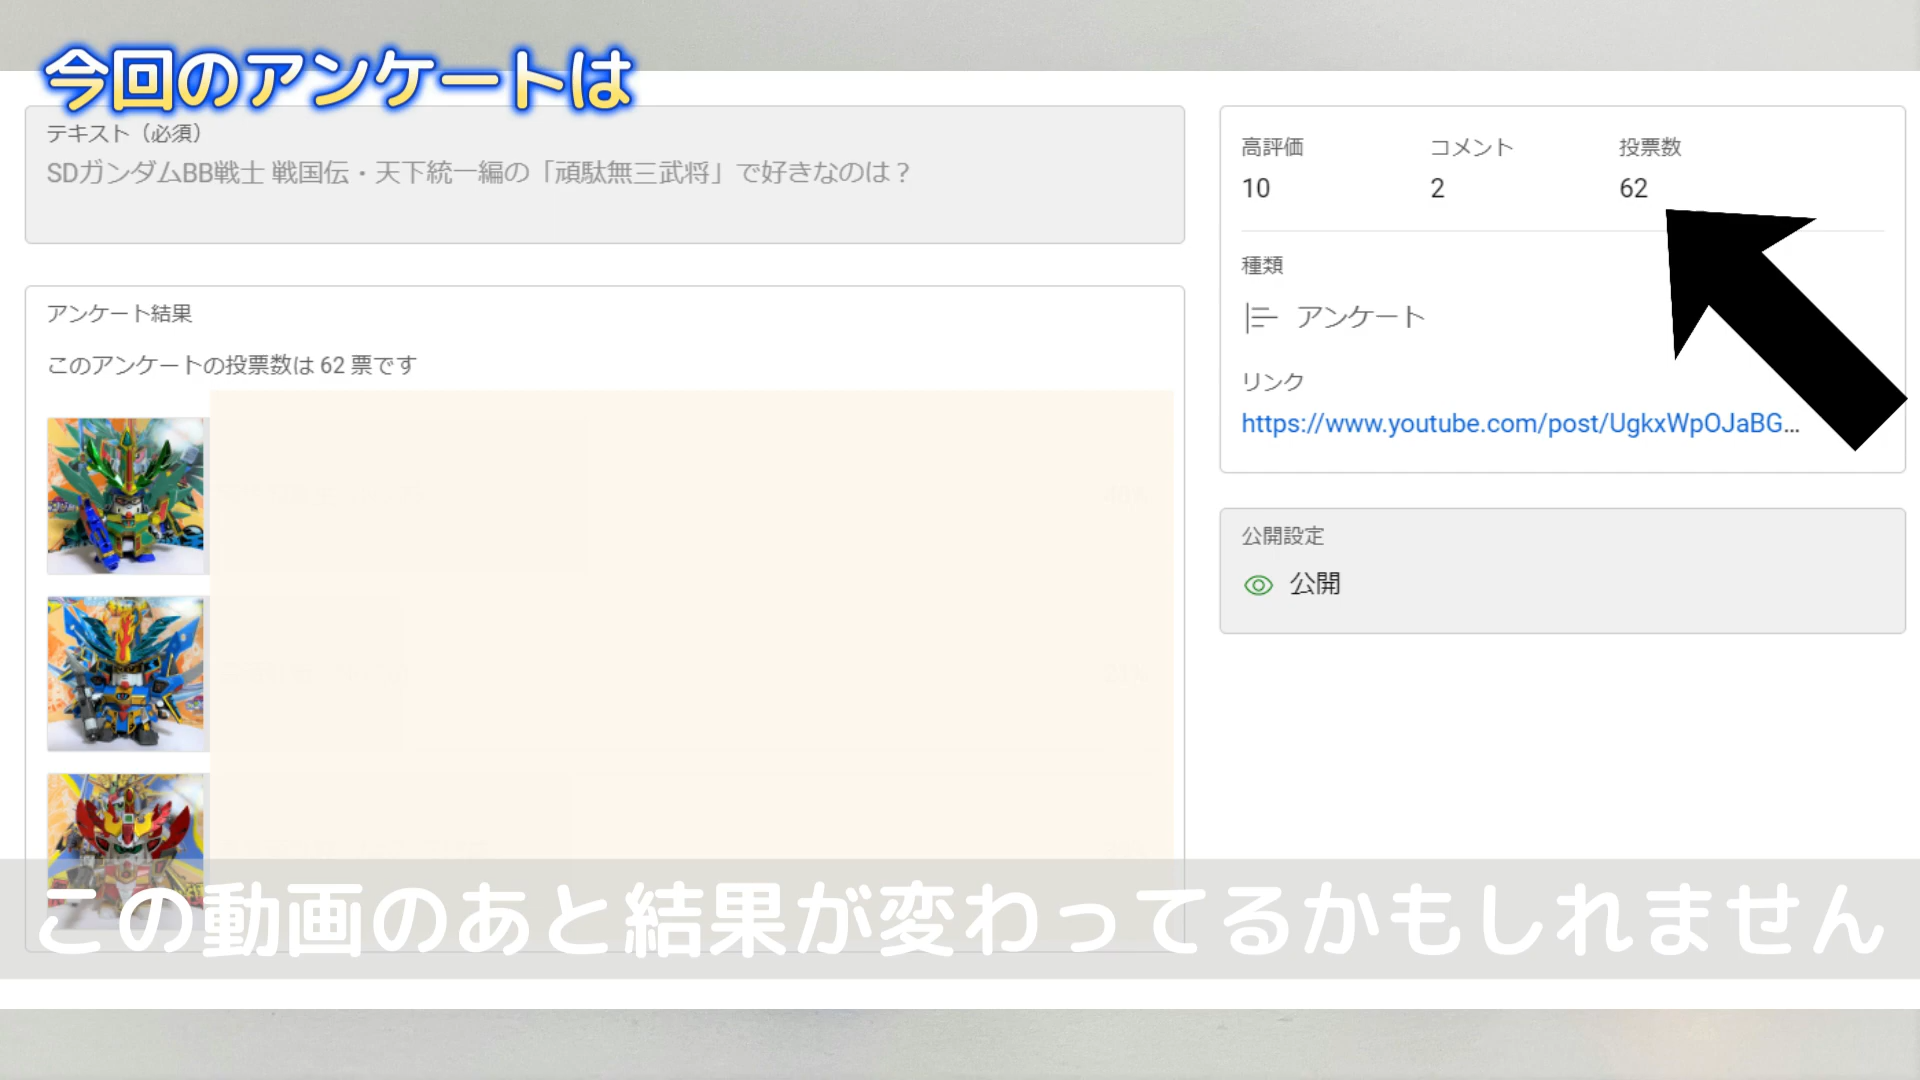 今回のアンケートは
テキスト（必須）
SDガンダムBB戦士 戦国伝・天下統一編の「頑駄無三武将」で好きなのは？
アンケート結果
このアンケートの投票数は 62 票です
高評価
コメント
投票数
10
2
62
種類
アンケート
リンク
https://www.youtube.com/post/UgkxWpOJaBG...
公開設定
公開
この動画のあと結果が変わってるかもしれません